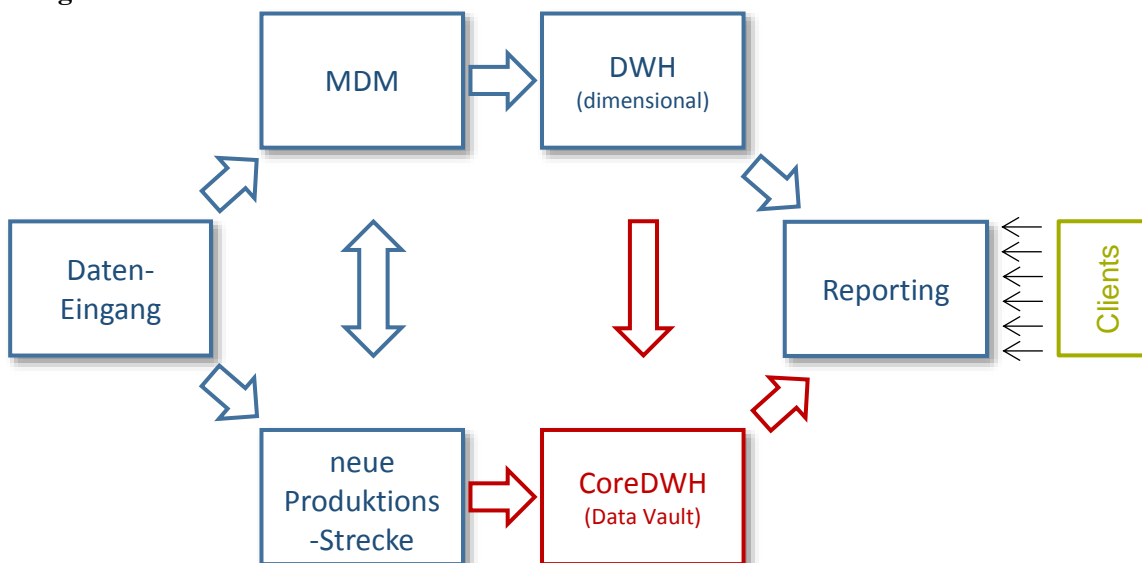 MDM
DWH
(dimensional)
Daten-
Eingang
Reporting
Clients
neue
Produktions
-Strecke
CoreDWH
(Data Vault)